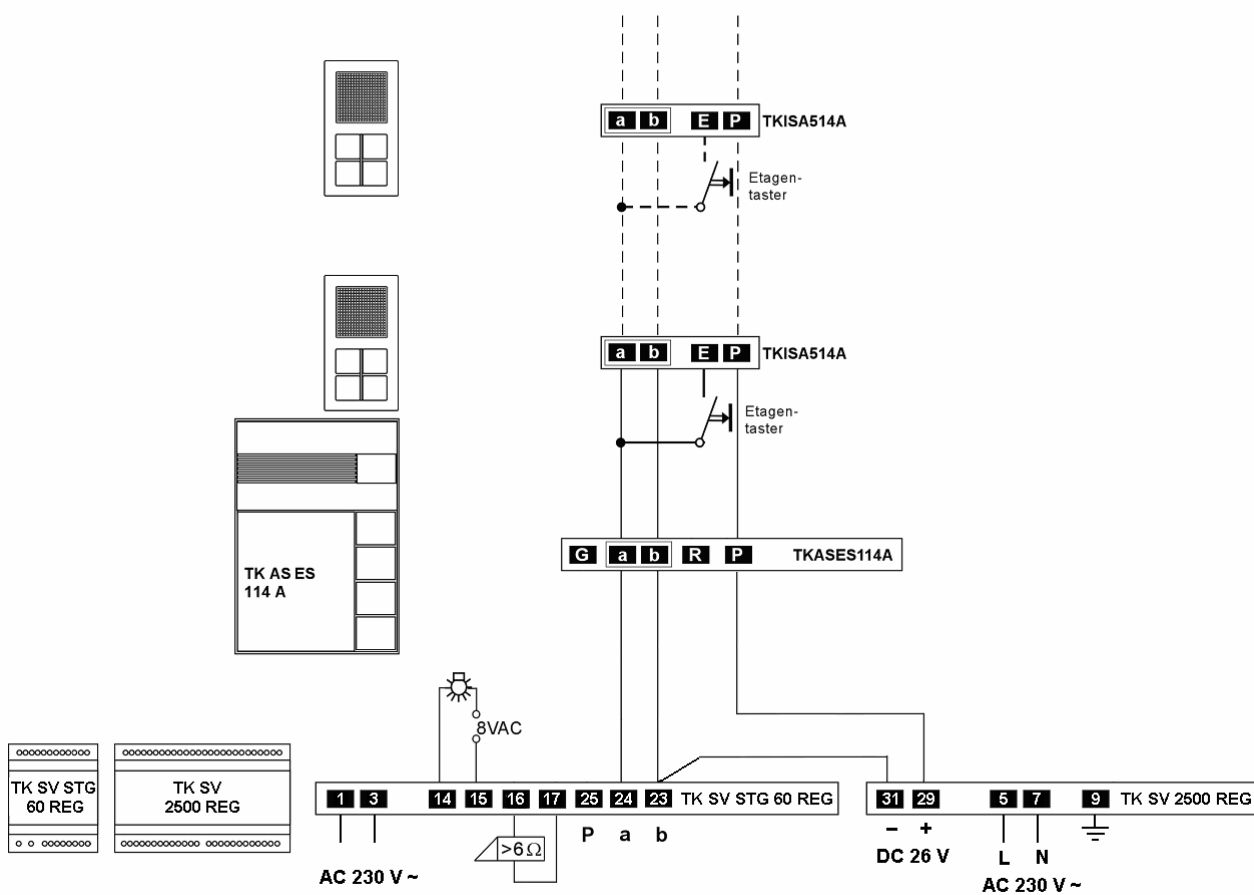 a b E P TKISA514A
Etagen-
taster
a b E P TKISA514A
Etagen-
taster
G a b R P TKASES114A
TK AS ES
114 A
8VAC
TK SV STG
60 REG
TK SV
2500 REG
1 3 14 15 16 17 25 24 23 TK SV STG 60 REG
31 29 5 7 9 TK SV 2500 REG
P a b
>6Ω
AC 230 V ~
– +
DC 26 V
L N
AC 230 V ~